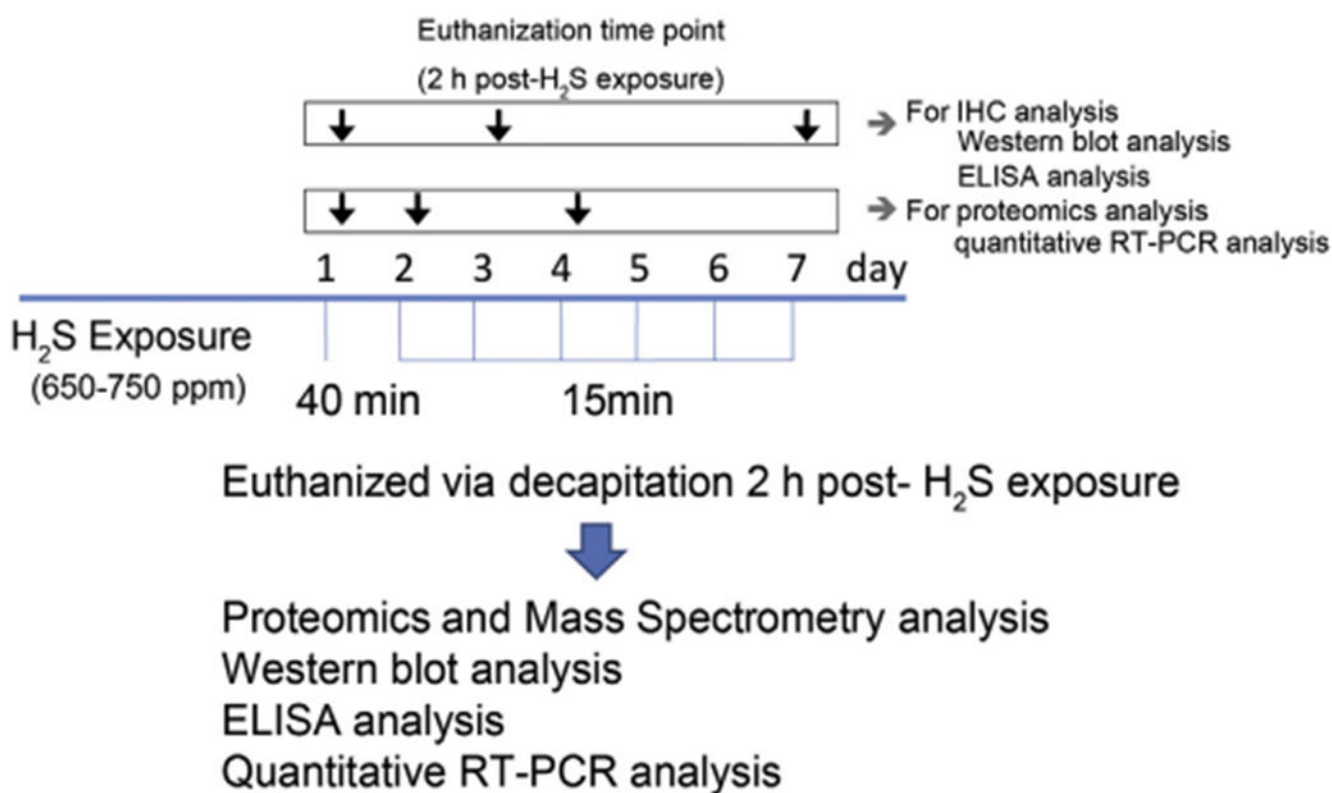 Euthanization time point
(2 h post-H₂S exposure)
For IHC analysis
Western blot analysis
ELISA analysis
For proteomics analysis
quantitative RT-PCR analysis
1 2 3 4 5 6 7 day
H₂S Exposure
(650-750 ppm)
40 min 15min
Euthanized via decapitation 2 h post- H₂S exposure
Proteomics and Mass Spectrometry analysis
Western blot analysis
ELISA analysis
Quantitative RT-PCR analysis